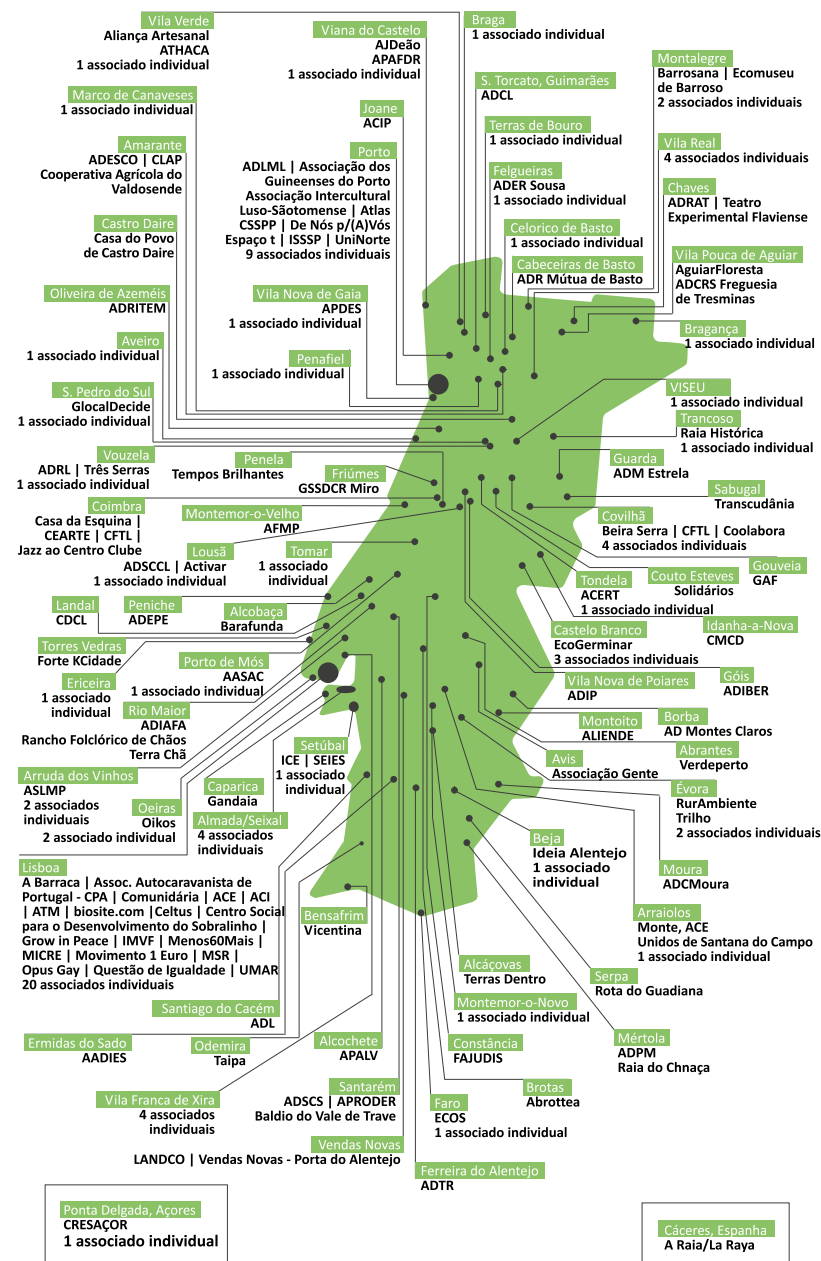 Vila Verde
Aliança Artesanal
ATHACA
1 associado individual
Viana do Castelo
AJDeão
APAFDR
1 associado individual
Braga
1 associado individual
Montalegre
Barrosana | Ecomuseu
de Barroso
2 associados individuais
Marco de Canaveses
1 associado individual
Joane
ACIP
S. Torcato, Guimarães
ADCL
Terras de Bouro
1 associado individual
Vila Real
4 associados individuais
Amarante
ADESCO | CLAP
Cooperativa Agrícola do
Valdosende
Porto
ADLML | Associação dos
Guineenses do Porto
Associação Intercultural
Luso-Sãotomense | Atlas
CSSPP | De Nós p/(A)Vós
Espaço t | ISSSP | UniNorte
9 associados individuais
Felgueiras
ADER Sousa
1 associado individual
Chaves
ADRAT | Teatro
Experimental Flaviense
Castro Daire
Casa do Povo
de Castro Daire
Celorico de Basto
1 associado individual
Cabeceiras de Basto
ADR Mútua de Basto
Vila Pouca de Aguiar
AguiarFloresta
ADCRS Freguesia
de Tresminas
Oliveira de Azeméis
ADRITEM
Vila Nova de Gaia
APDES
1 associado individual
Bragança
1 associado individual
Aveiro
1 associado individual
Penafiel
1 associado individual
S. Pedro do Sul
GlocalDecide
1 associado individual
VISEU
1 associado individual
Trancoso
Raia Histórica
1 associado individual
Vouzela
ADRL | Três Serras
1 associado individual
Penela
Tempos Brilhantes
Friúmes
GSSDCR Miro
Guarda
ADM Estrela
Sabugal
Transcudânia
Coimbra
Casa da Esquina |
CEARTE | CFTL |
Jazz ao Centro Clube
Montemor-o-Velho
AFMP
Covilhã
Beira Serra | CFTL | Coolabora
4 associados individuais
Lousã
ADSCCL | Activar
1 associado individual
Tomar
1 associado
individual
Gouveia
GAF
Tondela
ACERT
1 associado individual
Couto Esteves
Solidários
Landal
CDCL
Peniche
ADEPE
Alcobaça
Barafunda
Castelo Branco
EcoGerminar
3 associados individuais
Idanha-a-Nova
CMCD
Torres Vedras
Forte KCidade
Porto de Mós
AASAC
1 associado individual
Vila Nova de Poiares
ADIP
Góis
ADIBER
Ericeira
1 associado
individual
Rio Maior
ADIAFA
Rancho Folclórico de Chãos
Terra Chã
Montoito
ALIENDE
Borba
AD Montes Claros
Setúbal
ICE | SEIES
1 associado
individual
Avis
Associação Gente
Abrantes
Verdeperto
Arruda dos Vinhos
ASLMP
2 associados
individuais
Oeiras
Oikos
2 associado individual
Caparica
Gandaia
Almada/Seixal
4 associados
individuais
Évora
RurAmbiente
Trilho
2 associados individuais
Beja
Ideia Alentejo
1 associado
individual
Moura
ADCMoura
Lisboa
A Barraca | Assoc. Autocaravanista de
Portugal - CPA | Comunidária | ACE | ACI
| ATM | biosite.com |Celtus | Centro Social
para o Desenvolvimento do Sobralinho |
Grow in Peace | IMVF | Menos60Mais |
MICRE | Movimento 1 Euro | MSR |
Opus Gay | Questão de Igualdade | UMAR
20 associados individuais
Bensafrim
Vicentina
Arraiolos
Monte, ACE
Unidos de Santana do Campo
1 associado individual
Alcáçovas
Terras Dentro
Serpa
Rota do Guadiana
Santiago do Cacém
ADL
Montemor-o-Novo
1 associado individual
Ermidas do Sado
AADIES
Odemira
Taipa
Alcochete
APALV
Constância
FAJUDIS
Mértola
ADPM
Raia do Chnaça
Vila Franca de Xira
4 associados
individuais
Santarém
ADSCS | APRODER
Baldio do Vale de Trave
Brotas
Abrottea
Faro
ECOS
1 associado individual
Vendas Novas
LANDCO | Vendas Novas - Porta do Alentejo
Ferreira do Alentejo
ADTR
Ponta Delgada, Açores
CRESAÇOR
1 associado individual
Cáceres, Espanha
A Raia/La Raya